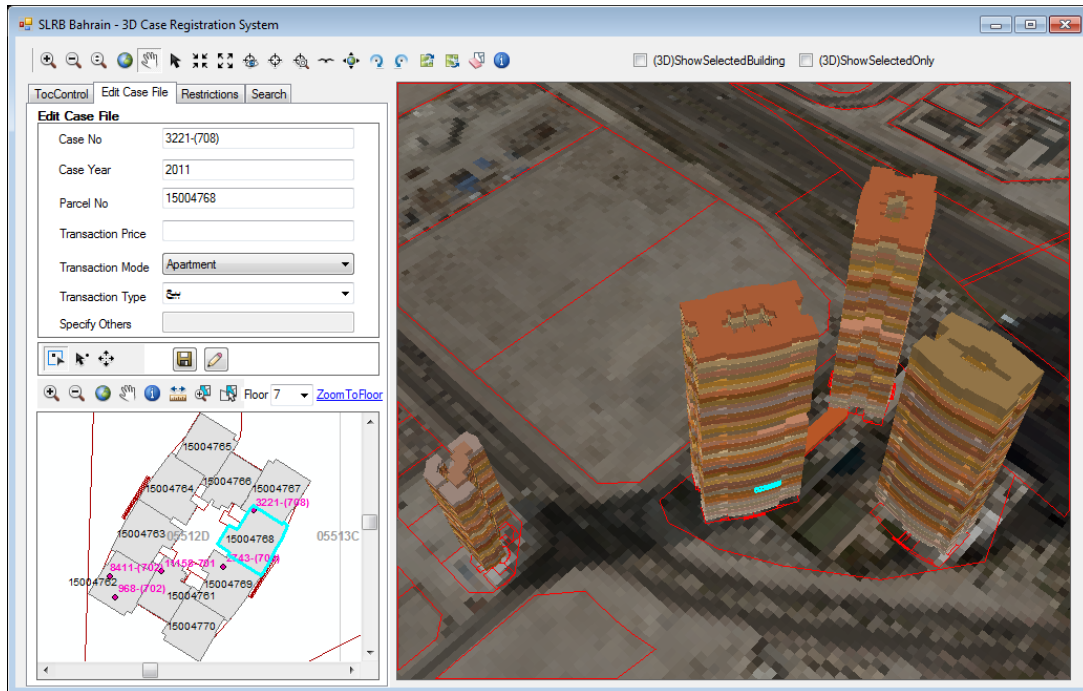 SLRB Bahrain - 3D Case Registration System
(3D)ShowSelectedBuilding
(3D)ShowSelectedOnly
TocControl
Edit Case File
Restrictions
Search
Edit Case File
Case No
3221-(708)
Case Year
2011
Parcel No
15004768
Transaction Price
Transaction Mode
Apartment
Transaction Type
بيع
Specify Others
Floor
7
ZoomToFloor
15004765
15004766
15004767
15004764
3221-(708)
15004763
05512D
15004768
05513C
8411-(702)
11158-701
15004762
968-(702)
15004769
15004761
15004770